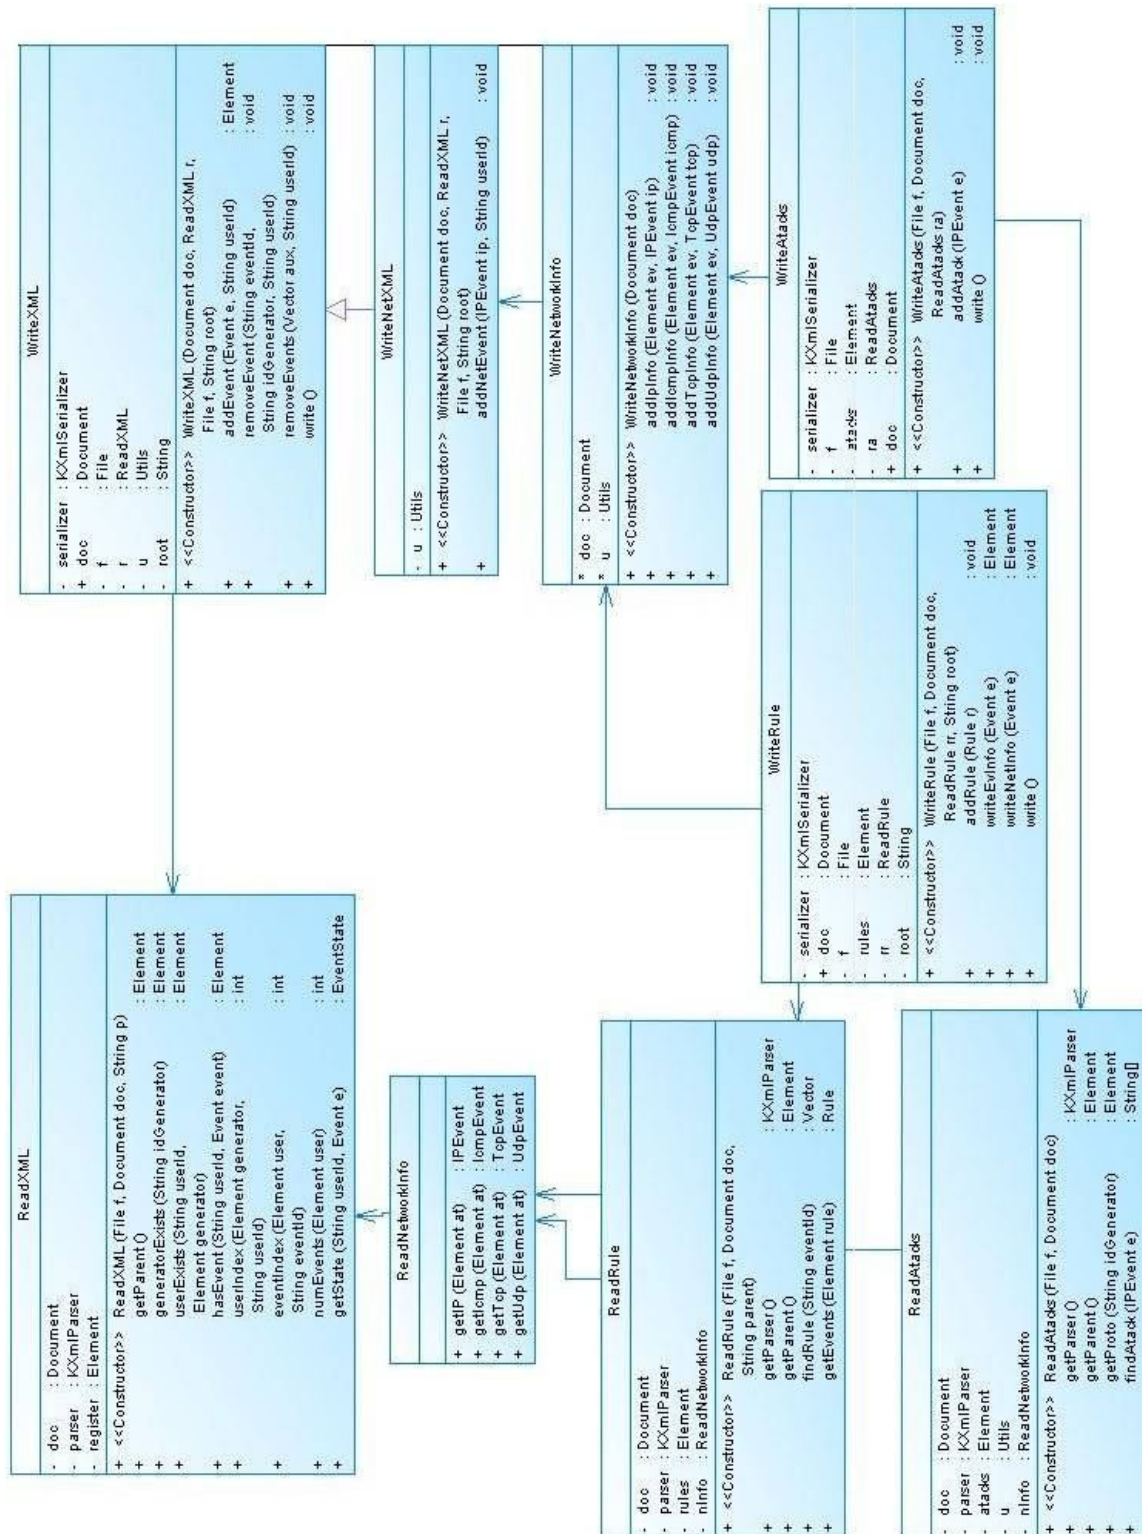 ReadXML
- doc : Document
- parser : KXmlParser
- register : Element
+ <<Constructor>> ReadXML (File f, Document doc, String p)
+ getParent () : Element
+ generatorExists (String idGenerator) : Element
+ userExists (String userId, : Element
Element generator)
+ hasEvent (String userId, Event event) : Element
+ userIndex (Element generator, : int
String userId)
+ eventIndex (Element user, : int
String eventId)
+ numEvents (Element user) : int
+ getState (String userId, Event e) : EventState
WriteXML
- serializer : KXmlSerializer
+ doc : Document
- f : File
- r : ReadXML
- u : Utils
- root : String
+ <<Constructor>> WriteXML (Document doc, ReadXML r,
File f, String root)
+ addEvent (Event e, String userId) : Element
+ removeEvent (String eventId, : void
String idGenerator, String userId)
+ removeEvents (Vector aux, String userId) : void
+ write () : void
ReadNetworkInfo
+ getIP (Element at) : IPEvent
+ getIcmp (Element at) : IcmpEvent
+ getTcp (Element at) : TcpEvent
+ getUdp (Element at) : UdpEvent
WriteNetXML
- u : Utils
+ <<Constructor>> WriteNetXML (Document doc, ReadXML r,
File f, String root)
+ addNetEvent (IPEvent ip, String userId) : void
WriteNetworkInfo
* doc : Document
* u : Utils
+ <<Constructor>> WriteNetworkInfo (Document doc)
+ addIpInfo (Element ev, IPEvent ip) : void
+ addIcmpInfo (Element ev, IcmpEvent icmp) : void
+ addTcpInfo (Element ev, TcpEvent tcp) : void
+ addUdpInfo (Element ev, UdpEvent udp) : void
ReadRule
- doc : Document
- parser : KXmlParser
- rules : Element
- nInfo : ReadNetworkInfo
+ <<Constructor>> ReadRule (File f, Document doc,
String parent)
+ getParser () : KXmlParser
+ getParent () : Element
+ findRule (String eventId) : Vector
+ getEvents (Element rule) : Rule
WriteRule
- serializer : KXmlSerializer
+ doc : Document
- f : File
- rules : Element
- rr : ReadRule
- root : String
+ <<Constructor>> WriteRule (File f, Document doc,
ReadRule rr, String root)
+ addRule (Rule r) : void
+ writeEvInfo (Event e) : Element
+ writeNetInfo (Event e) : Element
+ write () : void
WriteAtacks
- serializer : KXmlSerializer
- f : File
- atacks : Element
- ra : ReadAtacks
+ doc : Document
+ <<Constructor>> WriteAtacks (File f, Document doc,
ReadAtacks ra)
+ addAtack (IPEvent e) : void
+ write () : void
ReadAtacks
- doc : Document
- parser : KXmlParser
- atacks : Element
- u : Utils
- nInfo : ReadNetworkInfo
+ <<Constructor>> ReadAtacks (File f, Document doc)
+ getParser () : KXmlParser
+ getParent () : Element
+ getProto (String idGenerator) : Element
+ findAtack (IPEvent e) : String[]